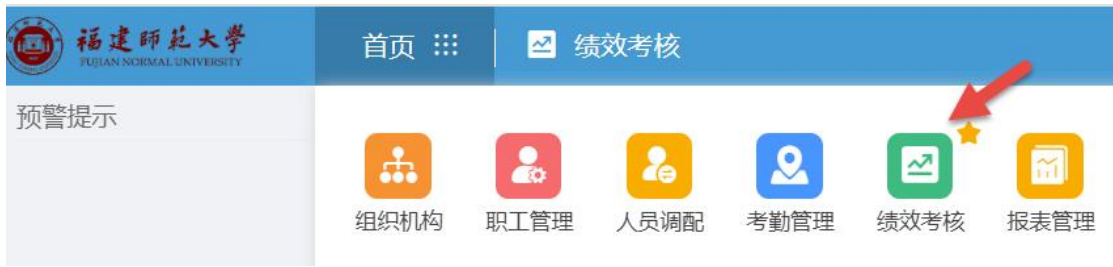 福建師范大學
FUJIAN NORMAL UNIVERSITY
首页
绩效考核
预警提示
组织机构 职工管理 人员调配 考勤管理 绩效考核 报表管理